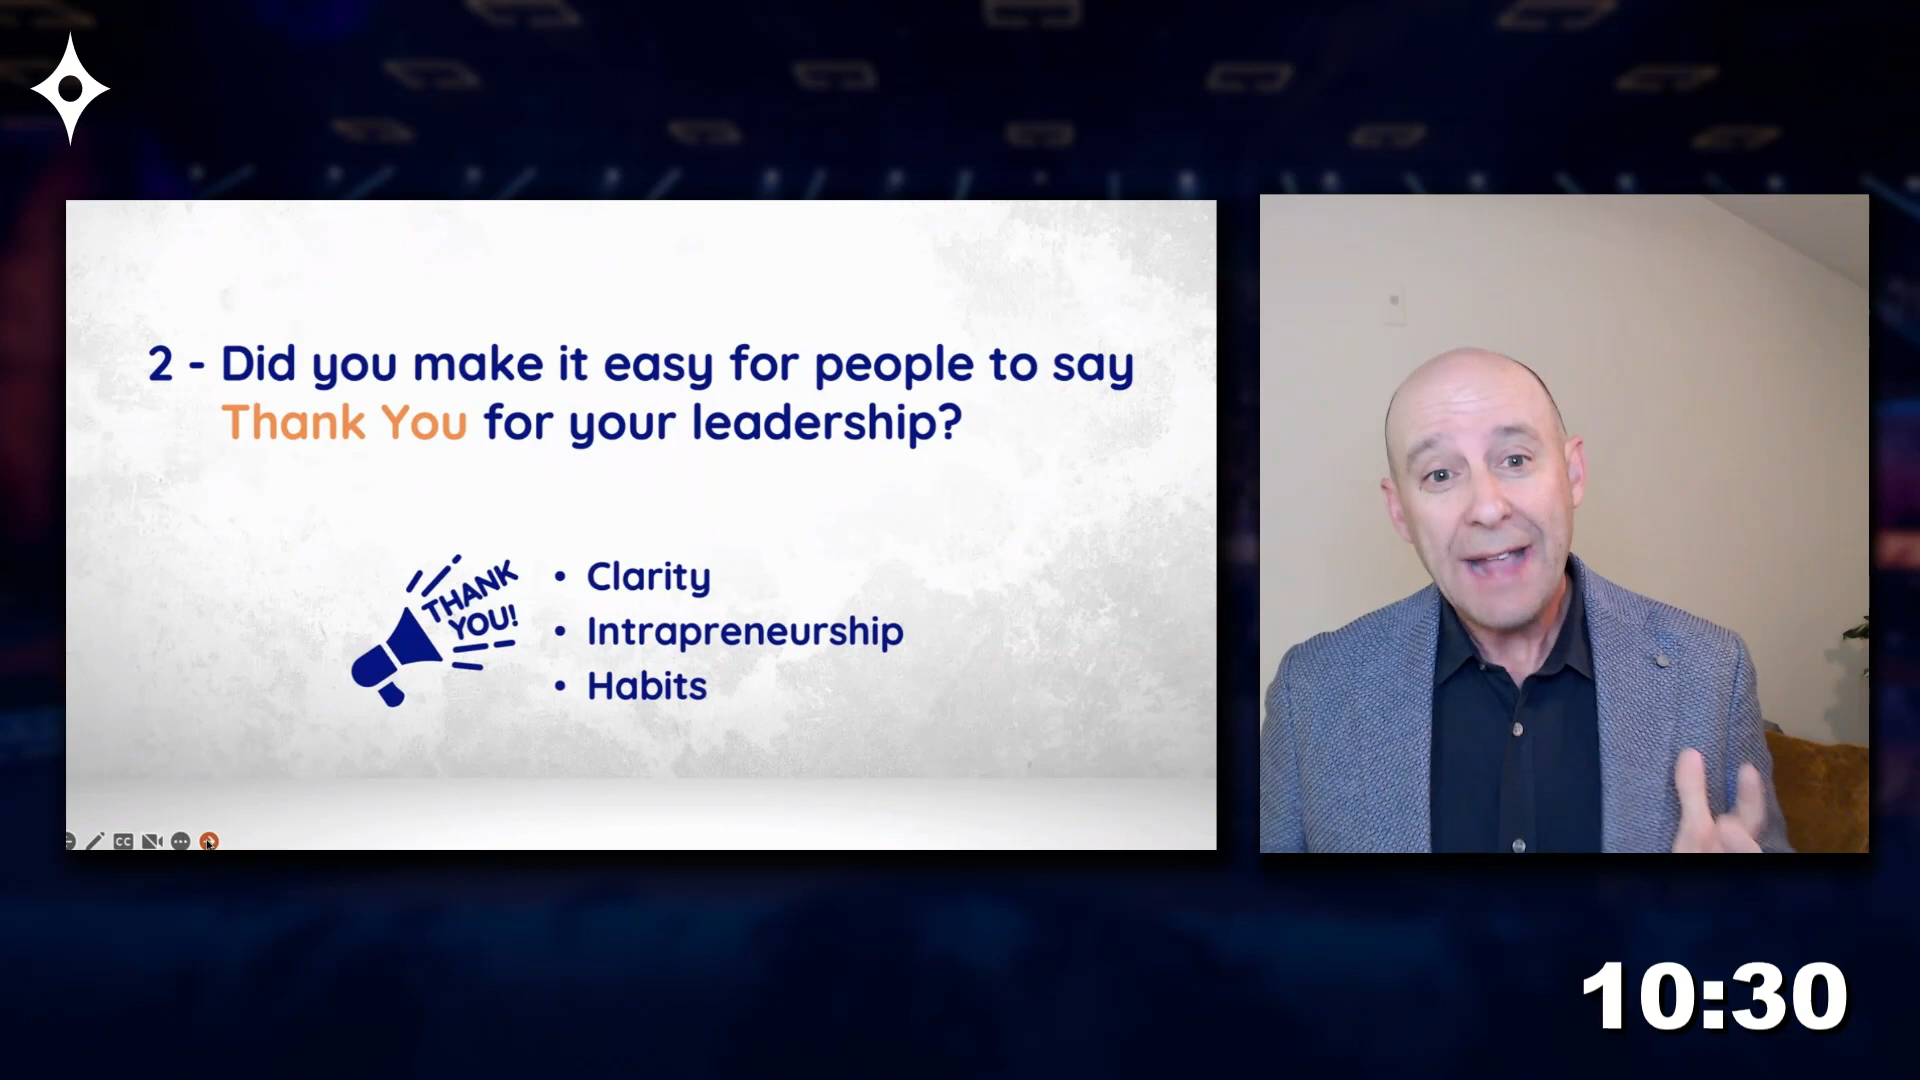 2 - Did you make it easy for people to say
Thank You for your leadership?
THANK
YOU!
• Clarity
• Intrapreneurship
• Habits
CC
10:30